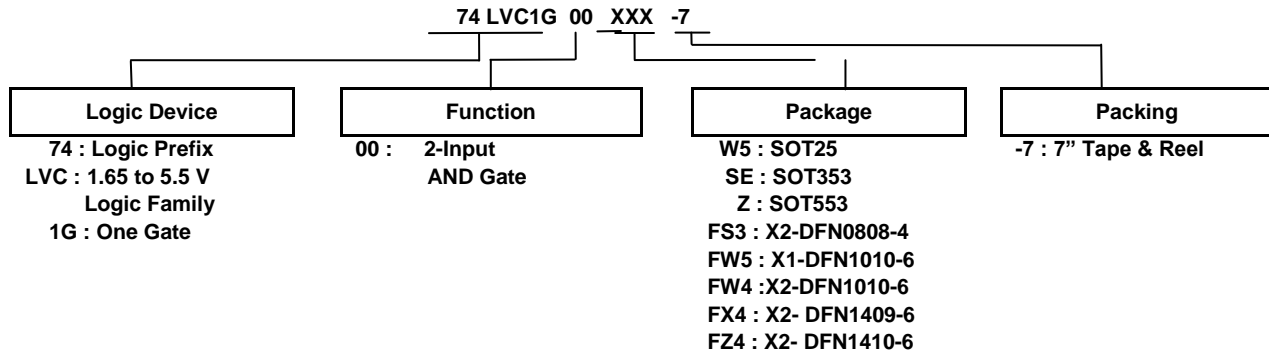 74 LVC1G 00 XXX -7
Logic Device
74 : Logic Prefix
LVC : 1.65 to 5.5 V
Logic Family
1G : One Gate
Function
00 : 2-Input
AND Gate
Package
W5 : SOT25
SE : SOT353
Z : SOT553
FS3 : X2-DFN0808-4
FW5 : X1-DFN1010-6
FW4 :X2-DFN1010-6
FX4 : X2- DFN1409-6
FZ4 : X2- DFN1410-6
Packing
-7 : 7” Tape & Reel